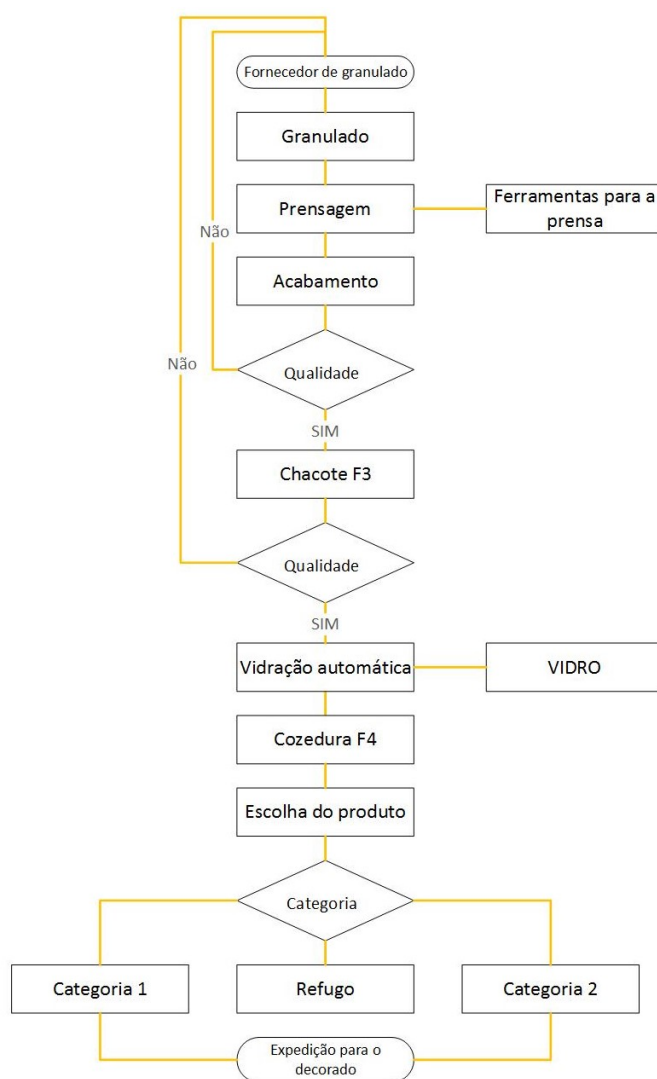 Fornecedor de granulado
Granulado
Prensagem
Ferramentas para a
prensa
Não
Acabamento
Não
Qualidade
SIM
Chacote F3
Qualidade
SIM
Vidração automática
VIDRO
Cozedura F4
Escolha do produto
Categoria
Categoria 1
Refugo
Categoria 2
Expedição para o
decorado